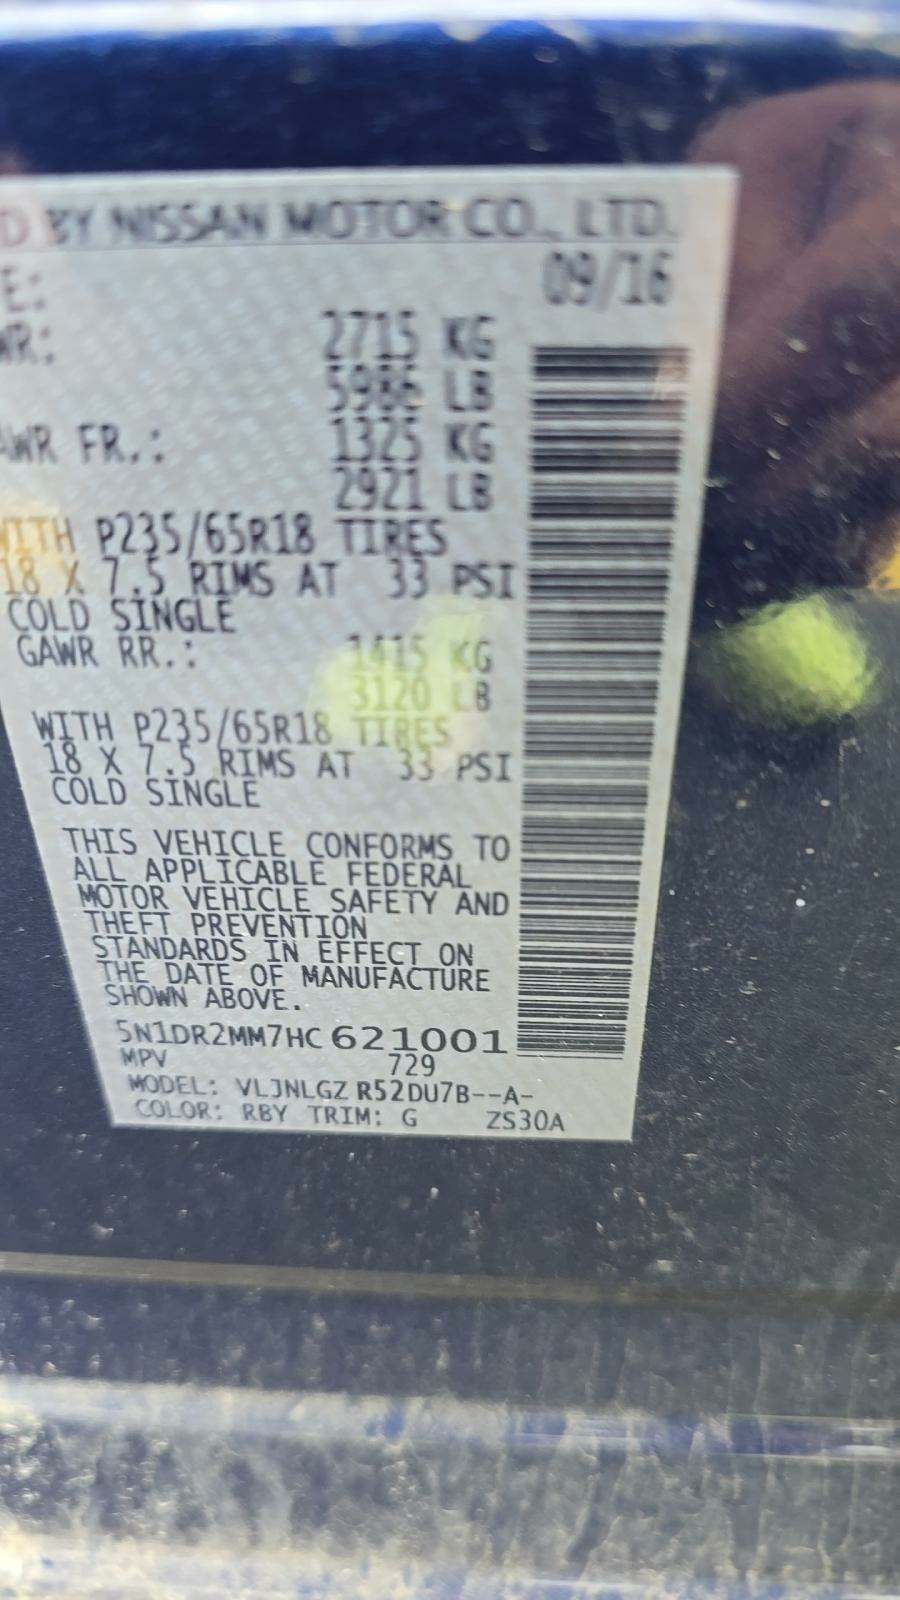 D BY NISSAN MOTOR CO., LTD.
E: 09/16
WR: 2715 KG
5986 LB
AWR FR.: 1325 KG
2921 LB
WITH P235/65R18 TIRES
18 X 7.5 RIMS AT 33 PSI
COLD SINGLE
GAWR RR.: 1415 KG
3120 LB
WITH P235/65R18 TIRES
18 X 7.5 RIMS AT 33 PSI
COLD SINGLE
THIS VEHICLE CONFORMS TO
ALL APPLICABLE FEDERAL
MOTOR VEHICLE SAFETY AND
THEFT PREVENTION
STANDARDS IN EFFECT ON
THE DATE OF MANUFACTURE
SHOWN ABOVE.
5N1DR2MM7HC621001
MPV 729
MODEL: VLJNLGZ R52DU7B--A-
COLOR: RBY TRIM: G ZS30A